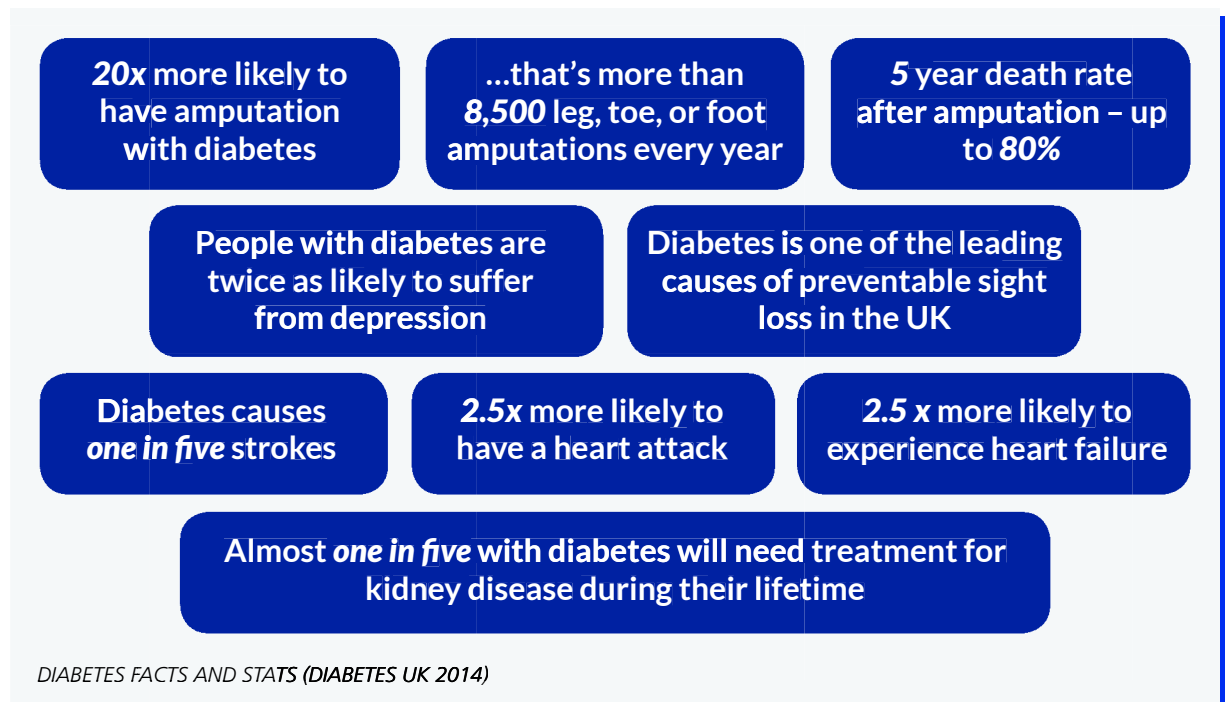 20x more likely to
have amputation
with diabetes
...that's more than
8,500 leg, toe, or foot
amputations every year
5 year death rate
after amputation – up
to 80%
People with diabetes are
twice as likely to suffer
from depression
Diabetes is one of the leading
causes of preventable sight
loss in the UK
Diabetes causes
one in five strokes
2.5x more likely to
have a heart attack
2.5 x more likely to
experience heart failure
Almost one in five with diabetes will need treatment for
kidney disease during their lifetime
DIABETES FACTS AND STATS (DIABETES UK 2014)